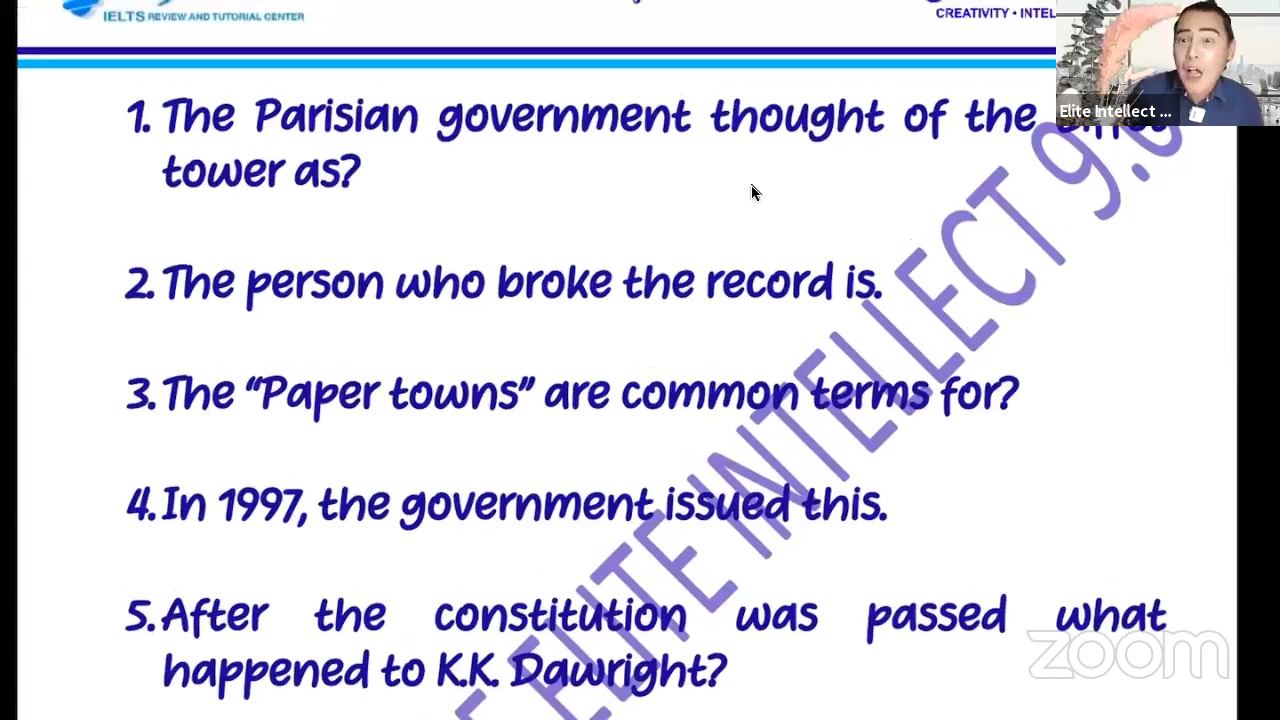 IELTS REVIEW AND TUTORIAL CENTER
CREATIVITY • INTEL
Elite Intellect ...
1. The Parisian government thought of the
tower as?
2. The person who broke the record is.
3. The “Paper towns” are common terms for?
4. In 1997, the government issued this.
5. After the constitution was passed what
happened to K.K. Dawright?
ELITE INTELLECT 9.0
zoom